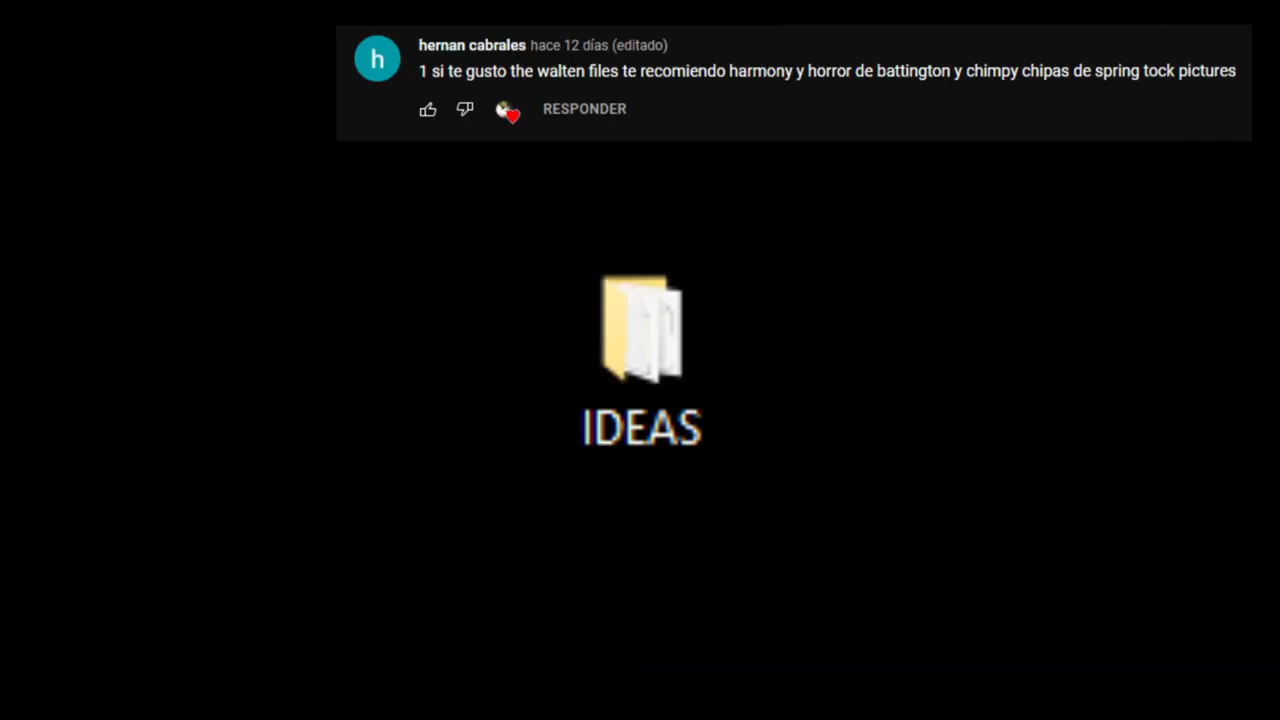 hernan cabrales hace 12 días (editado)
1 si te gusto the walten files te recomiendo harmony y horror de battington y chimpy chipas de spring tock pictures
RESPONDER
IDEAS